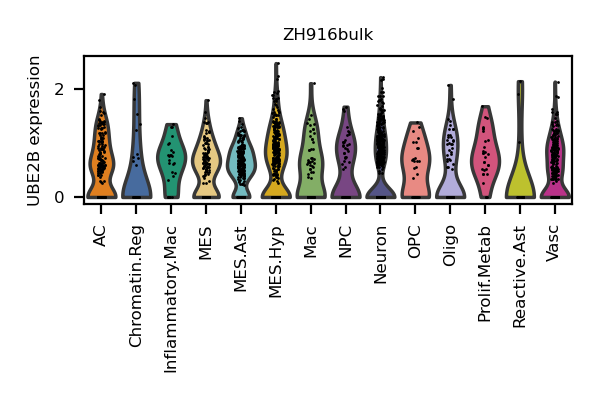 ZH916bulk
UBE2B expression
2
0
AC
Chromatin.Reg
Inflammatory.Mac
MES
MES.Ast
MES.Hyp
Mac
NPC
Neuron
OPC
Oligo
Prolif.Metab
Reactive.Ast
Vasc